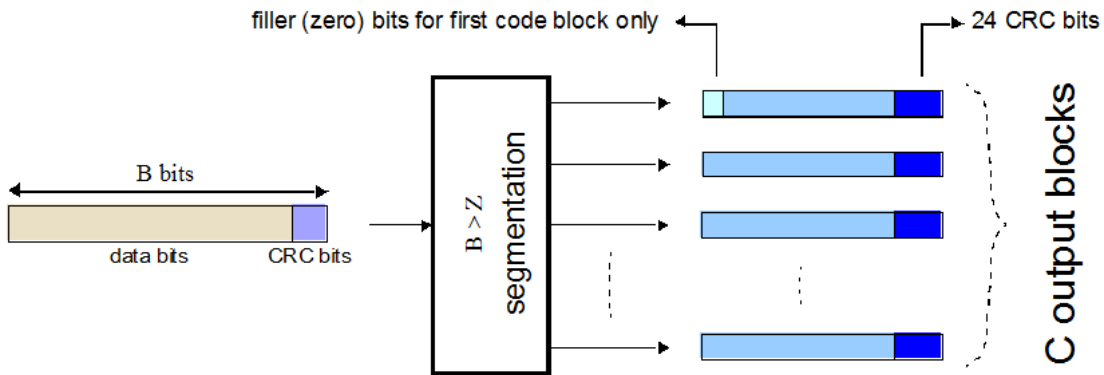 filler (zero) bits for first code block only
24 CRC bits
B bits
data bits
CRC bits
B > Z
segmentation
C output blocks